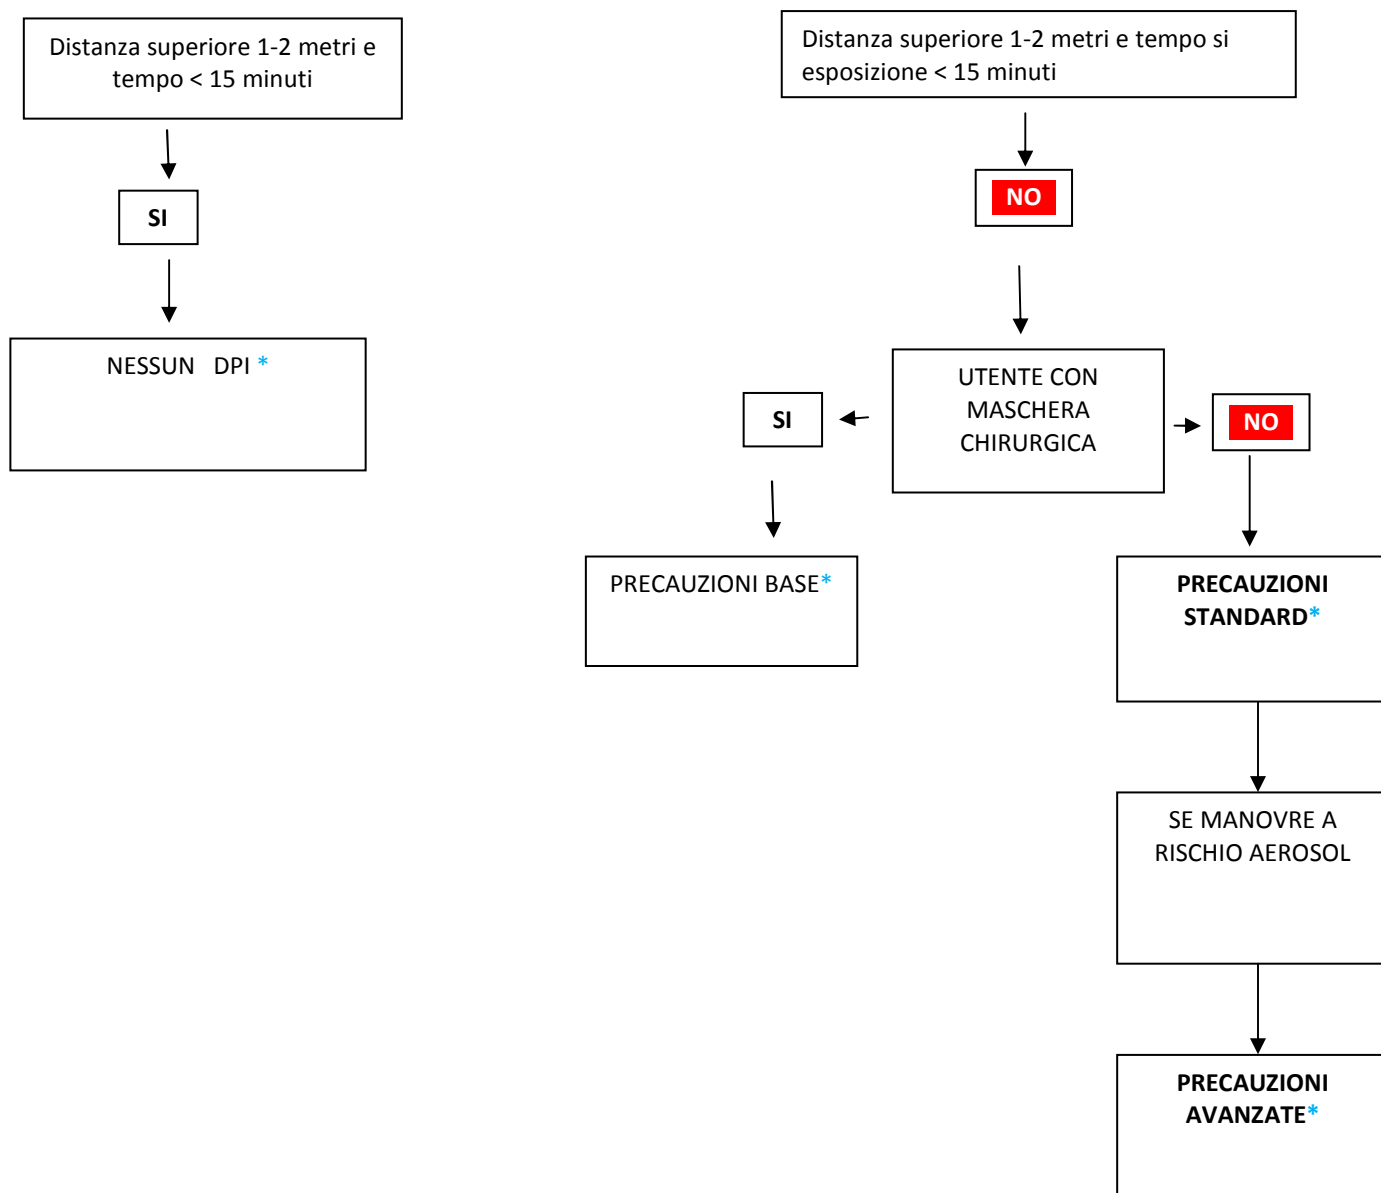 Distanza superiore 1-2 metri e
tempo < 15 minuti
SI
NESSUN DPI *
Distanza superiore 1-2 metri e tempo si
esposizione < 15 minuti
NO
UTENTE CON
MASCHERA
CHIRURGICA
SI
NO
PRECAUZIONI BASE*
PRECAUZIONI
STANDARD*
SE MANOVRE A
RISCHIO AEROSOL
PRECAUZIONI
AVANZATE*